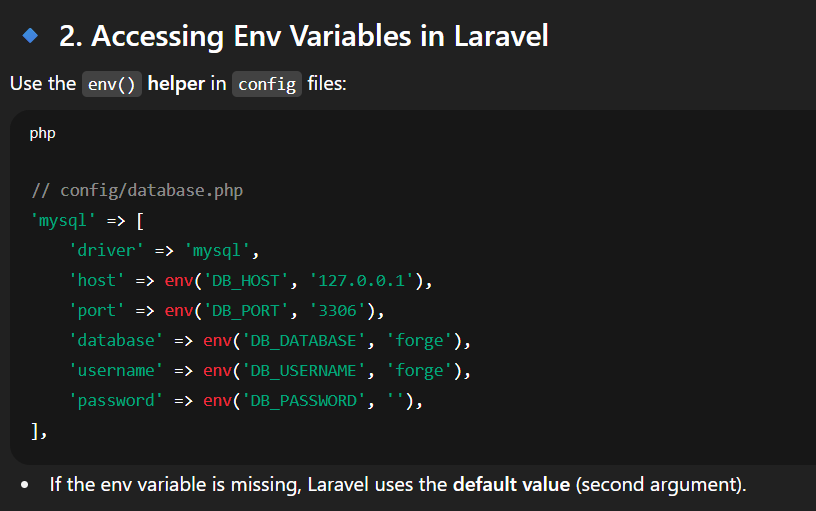 2. Accessing Env Variables in Laravel
Use the env() helper in config files:
php
// config/database.php
'mysql' => [
    'driver' => 'mysql',
    'host' => env('DB_HOST', '127.0.0.1'),
    'port' => env('DB_PORT', '3306'),
    'database' => env('DB_DATABASE', 'forge'),
    'username' => env('DB_USERNAME', 'forge'),
    'password' => env('DB_PASSWORD', ''),
],
• If the env variable is missing, Laravel uses the default value (second argument).